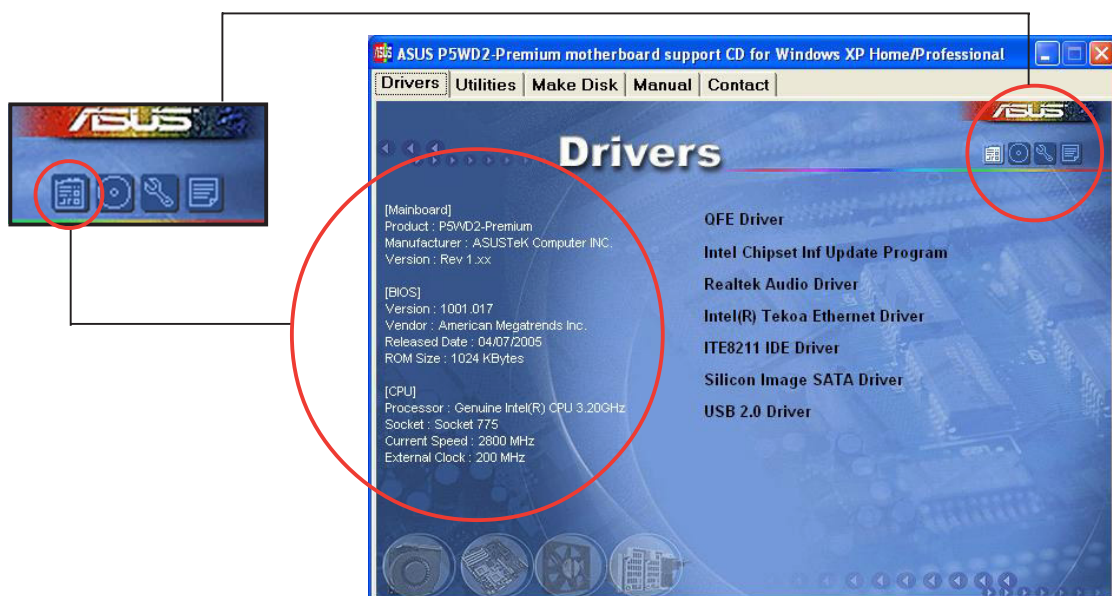 ASUS P5WD2-Premium motherboard support CD for Windows XP Home/Professional
Drivers Utilities Make Disk Manual Contact
ASUS
ASUS
Drivers
[Mainboard]
Product : P5WD2-Premium
Manufacturer : ASUSTeK Computer INC.
Version : Rev 1.xx
[BIOS]
Version : 1001.017
Vendor : American Megatrends Inc.
Released Date : 04/07/2005
ROM Size : 1024 KBytes
[CPU]
Processor : Genuine Intel(R) CPU 3.20GHz
Socket : Socket 775
Current Speed : 2800 MHz
External Clock : 200 MHz
QFE Driver
Intel Chipset Inf Update Program
Realtek Audio Driver
Intel(R) Tekoa Ethernet Driver
ITE8211 IDE Driver
Silicon Image SATA Driver
USB 2.0 Driver